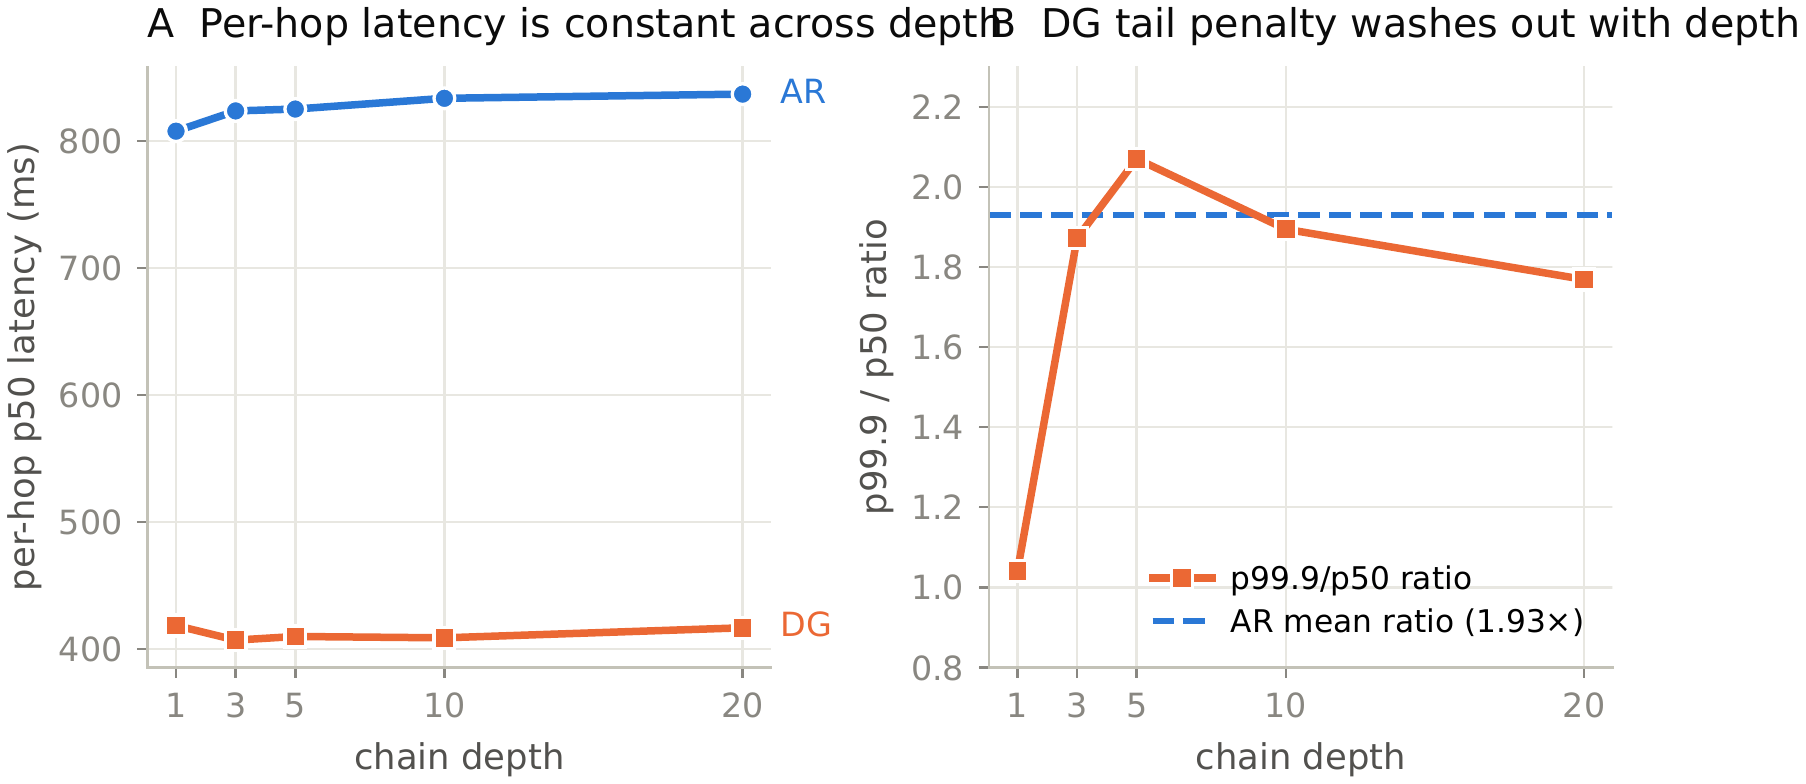 A Per-hop latency is constant across depth
per-hop p50 latency (ms)
800
700
600
500
400
AR
DG
1 3 5 10 20
chain depth
B DG tail penalty washes out with depth
p99.9 / p50 ratio
2.2
2.0
1.8
1.6
1.4
1.2
1.0
0.8
p99.9/p50 ratio
AR mean ratio (1.93×)
1 3 5 10 20
chain depth